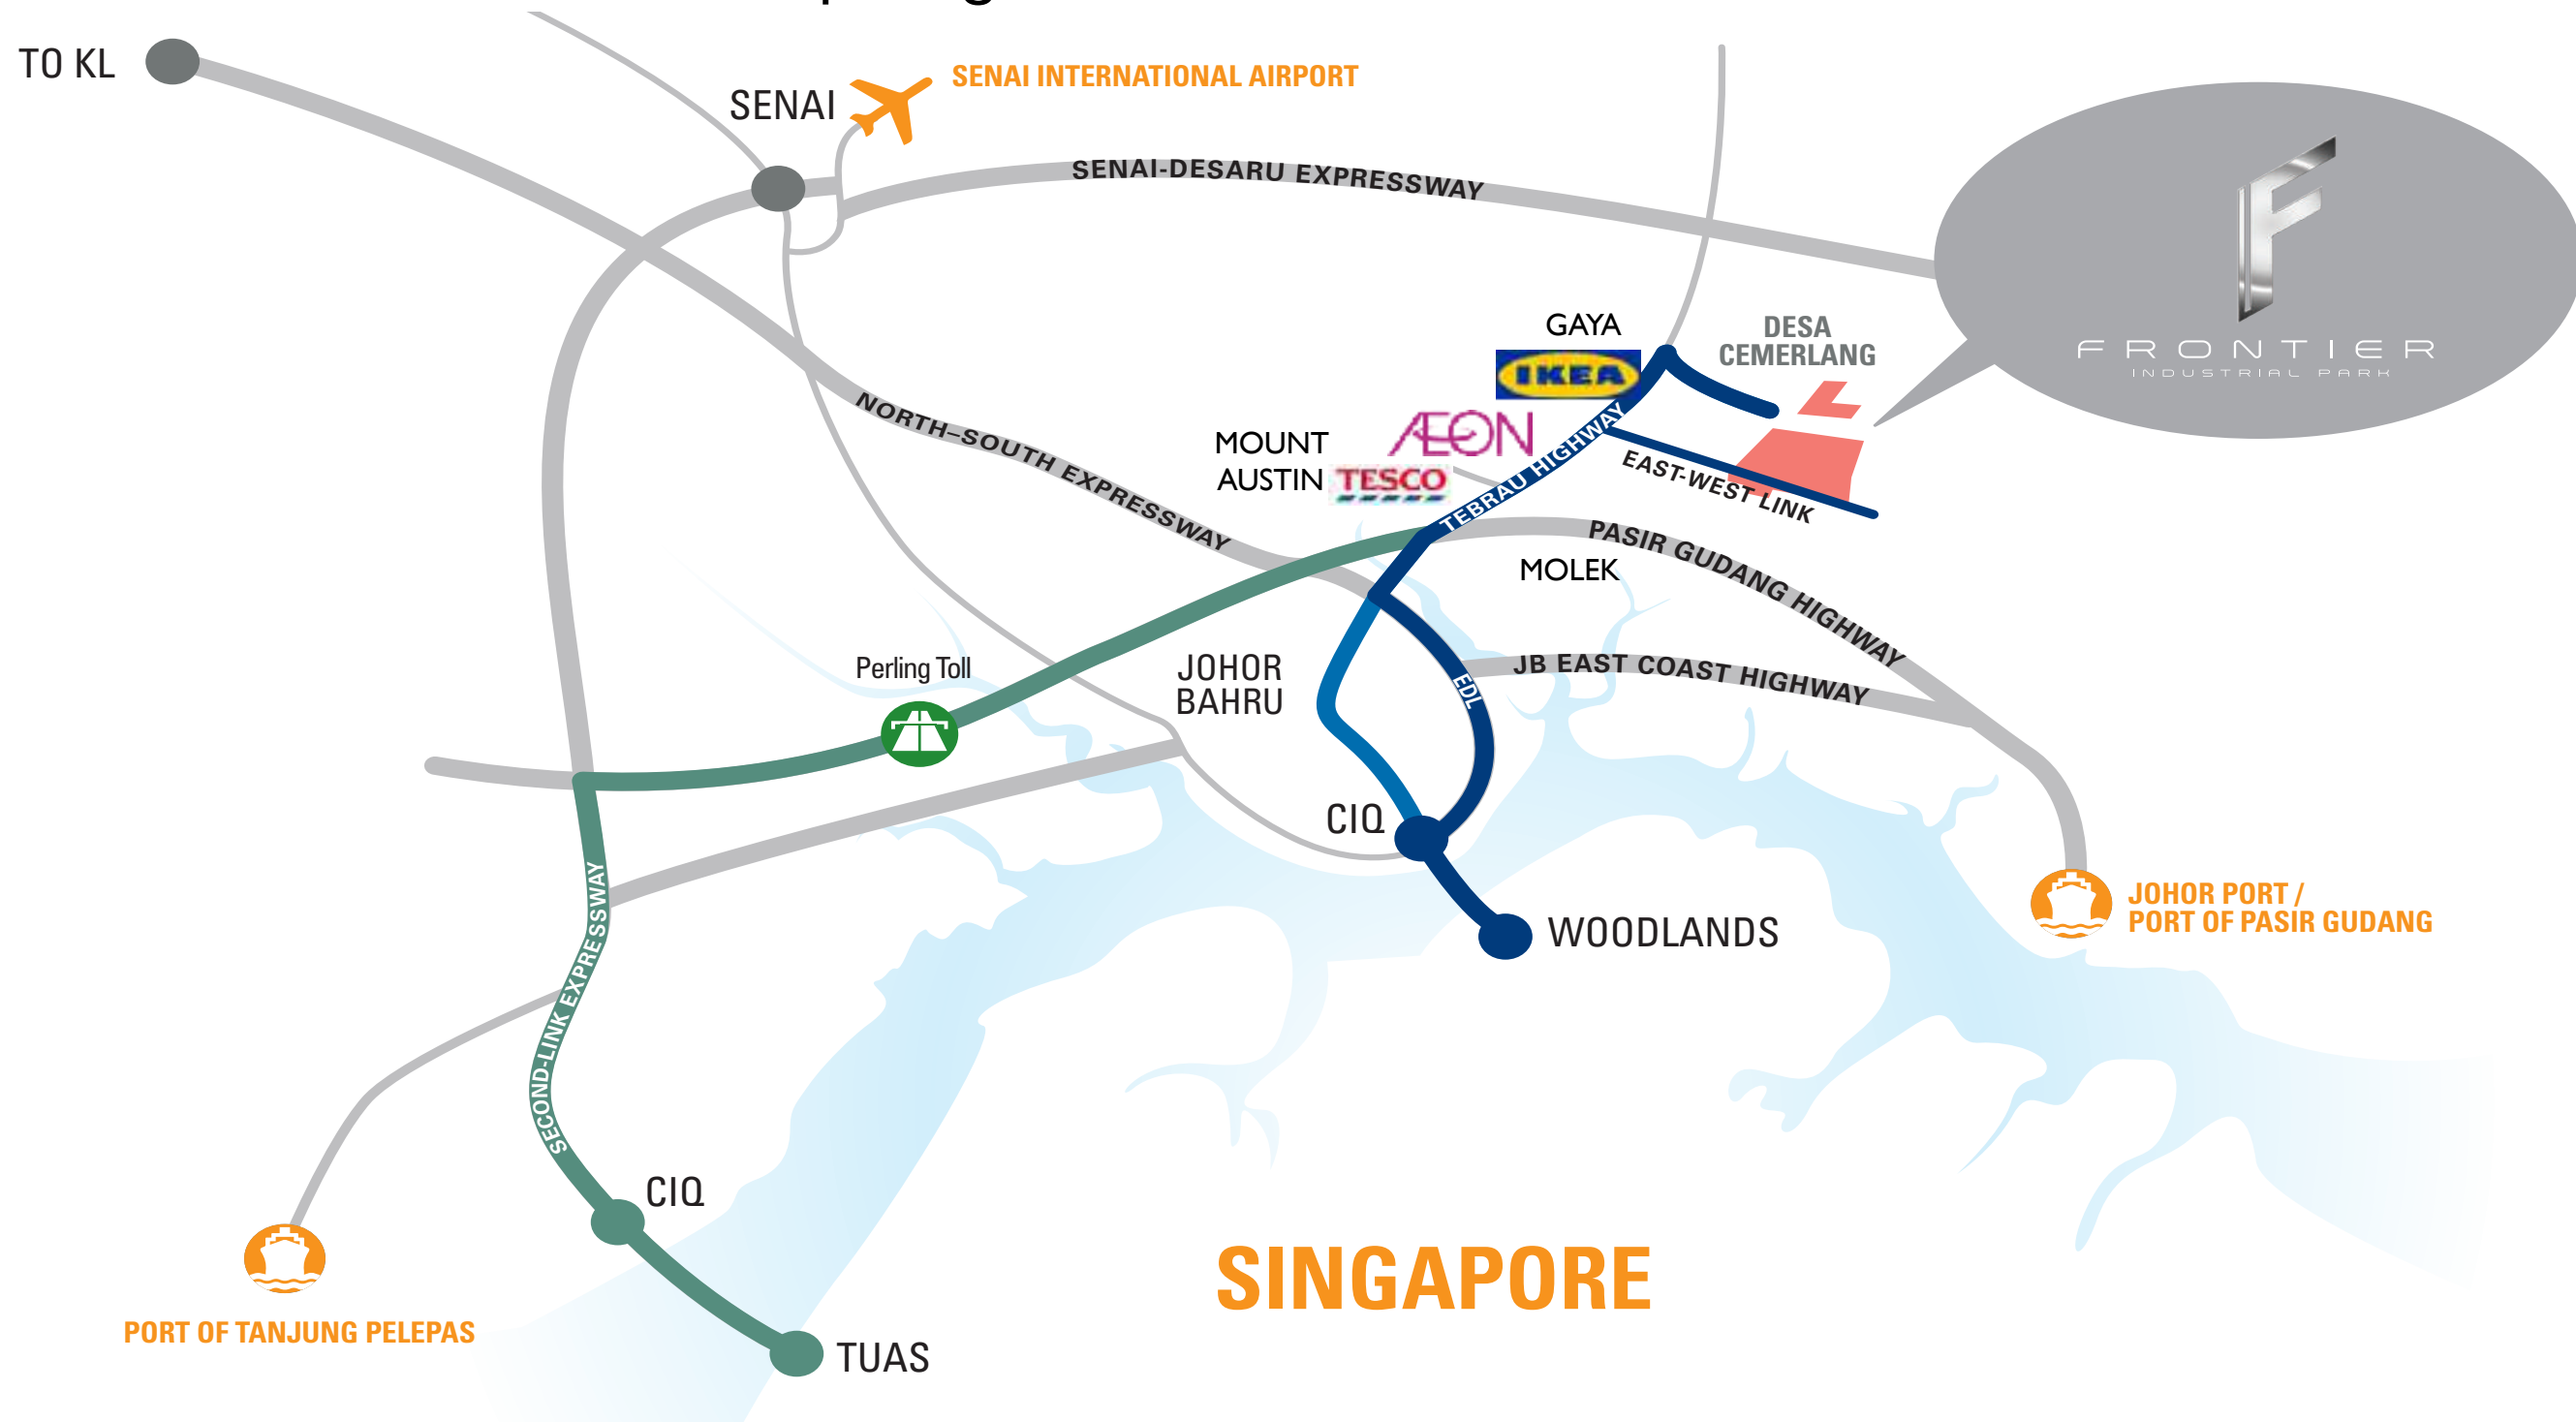 TO KL
SENAI
SENAI INTERNATIONAL AIRPORT
SENAI-DESARU EXPRESSWAY
FRONTIER
INDUSTRIAL PARK
GAYA
IKEA
DESA
CEMERLANG
NORTH–SOUTH EXPRESSWAY
MOUNT
AUSTIN
ÆON
TESCO
TEBRAU HIGHWAY
EAST-WEST LINK
PASIR GUDANG HIGHWAY
MOLEK
Perling Toll
JOHOR
BAHRU
EDL
JB EAST COAST HIGHWAY
CIQ
WOODLANDS
JOHOR PORT /
PORT OF PASIR GUDANG
SECOND-LINK EXPRESSWAY
CIQ
SINGAPORE
PORT OF TANJUNG PELEPAS
TUAS